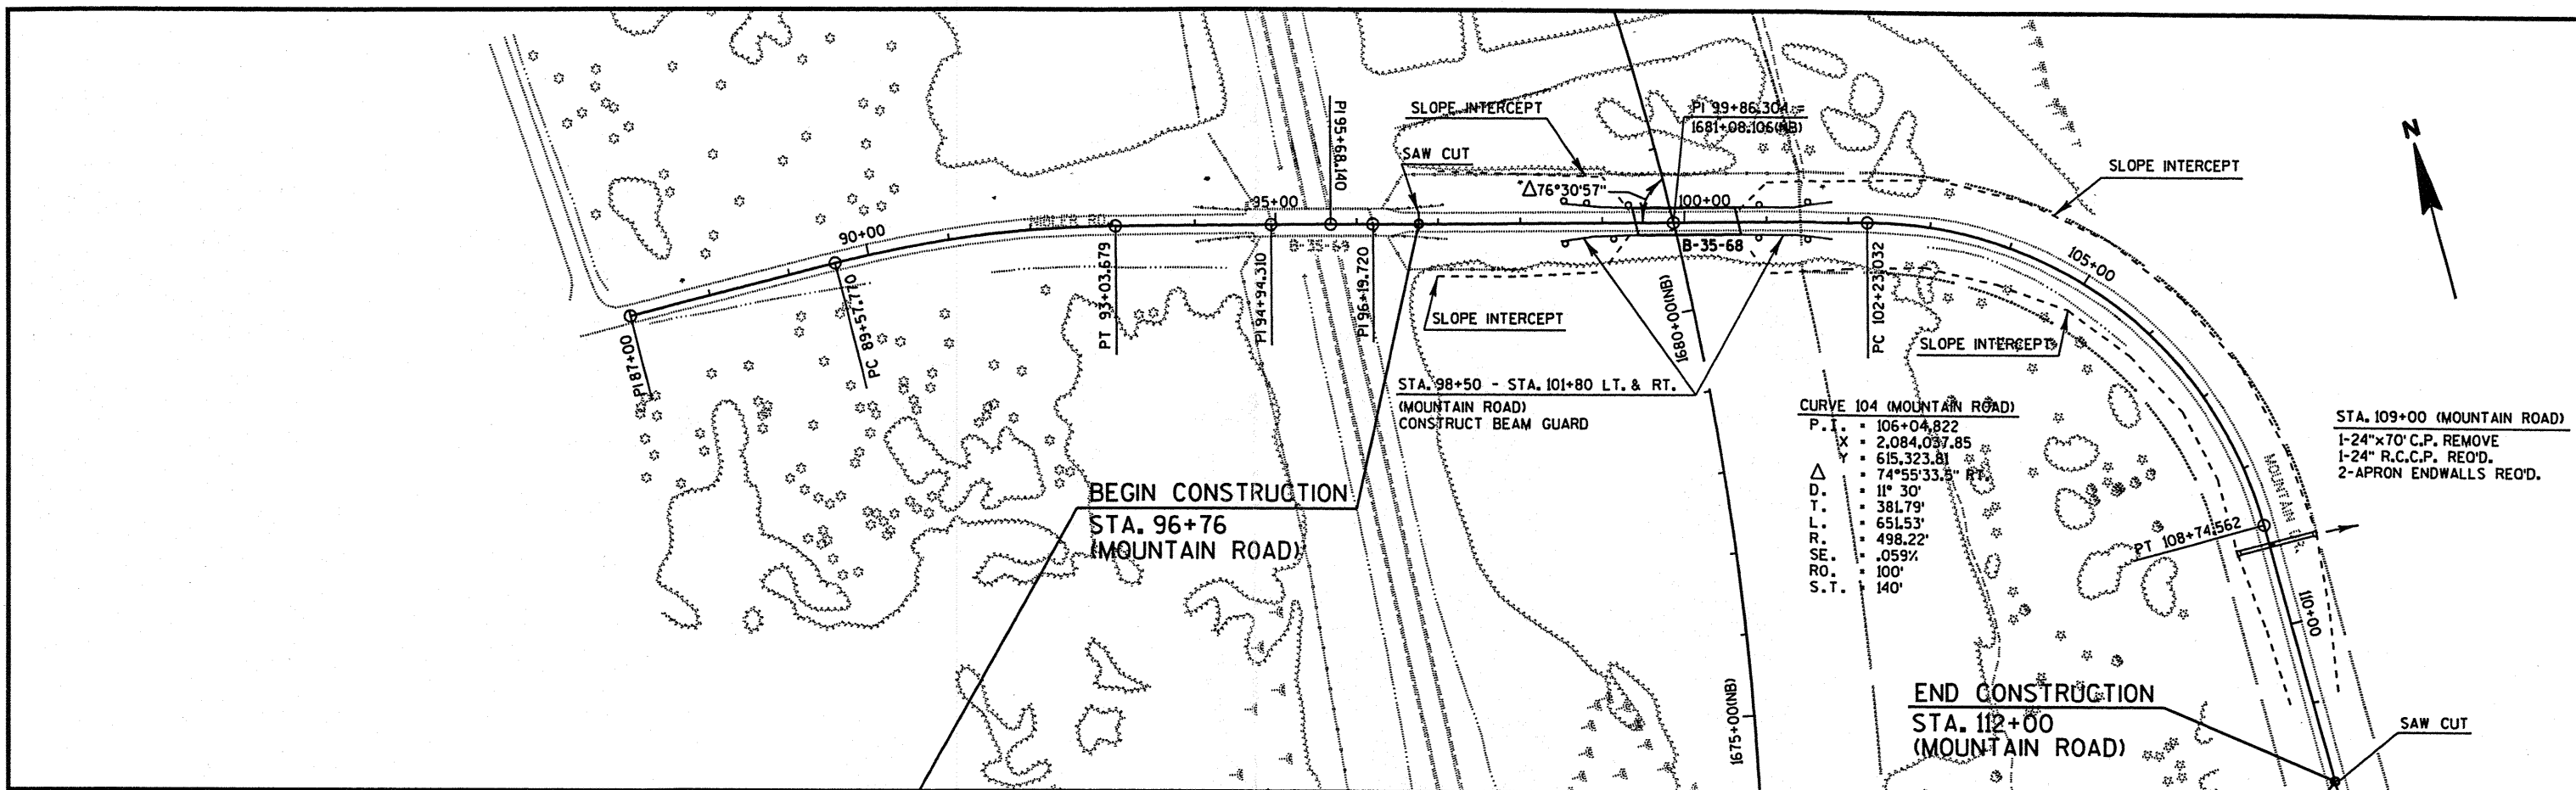 N
SLOPE INTERCEPT
PI 99+86.304 =
1681+08.106(NB)
SAW CUT
SLOPE INTERCEPT
*Δ76°30'57"
PI 95+68.140
95+00
100+00
90+00
B-35-69
B-35-68
105+00
PI 87+00
PC 89+57.770
PT 93+03.679
PI 94+94.310
PI 96+19.720
SLOPE INTERCEPT
1680+00(NB)
PC 102+23.032
SLOPE INTERCEPT
STA. 98+50 - STA. 101+80 LT. & RT.
(MOUNTAIN ROAD)
CONSTRUCT BEAM GUARD
CURVE 104 (MOUNTAIN ROAD)
P.I. = 106+04.822
X = 2,084,037.85
Y = 615,323.81
Δ = 74°55'33.5" RT.
D. = 11° 30'
T. = 381.79'
L. = 651.53'
R. = 498.22'
SE. = .059%
RO. = 100'
S.T. = 140'
STA. 109+00 (MOUNTAIN ROAD)
1-24"x70' C.P. REMOVE
1-24" R.C.C.P. REQ'D.
2-APRON ENDWALLS REQ'D.
MOUNTAIN
PT 108+74.562
110+00
BEGIN CONSTRUCTION
STA. 96+76
(MOUNTAIN ROAD)
1675+00(NB)
END CONSTRUCTION
STA. 112+00
(MOUNTAIN ROAD)
SAW CUT